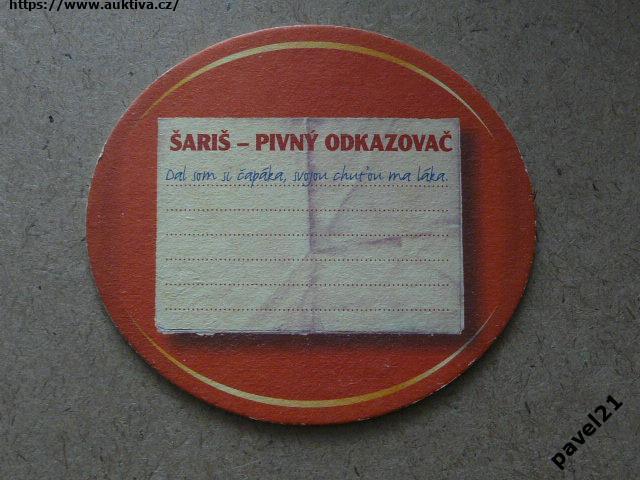 https://www.auktiva.cz/
ŠARIŠ – PIVNÝ ODKAZOVAČ
Dal som si čapáka, svojou chuťou ma láka.
pavel21